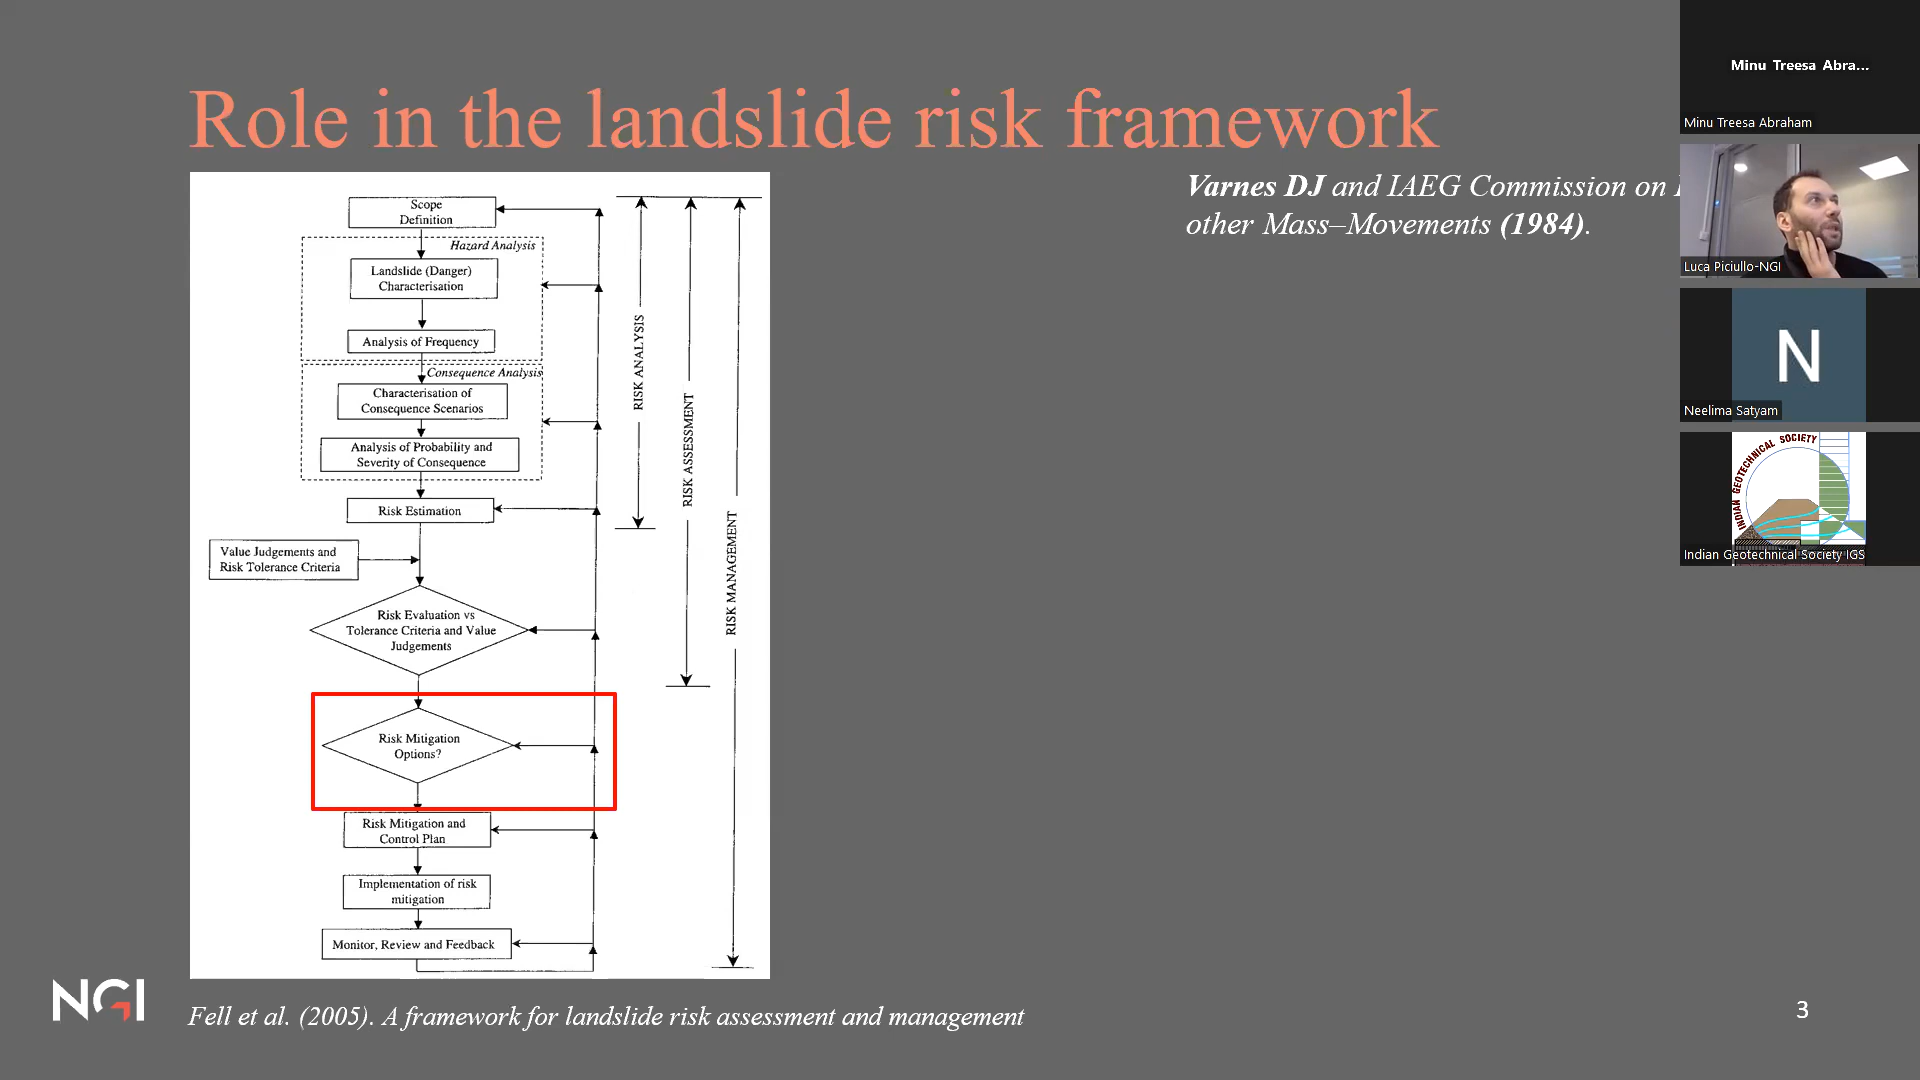 Role in the landslide risk framework
Varnes DJ and IAEG Commission on
other Mass–Movements (1984).
Scope
Definition
Hazard Analysis
Landslide (Danger)
Characterisation
Analysis of Frequency
Consequence Analysis
Characterisation of
Consequence Scenarios
Analysis of Probability and
Severity of Consequence
Risk Estimation
Value Judgements and
Risk Tolerance Criteria
Risk Evaluation vs
Tolerance Criteria and Value
Judgements
Risk Mitigation
Options?
Risk Mitigation and
Control Plan
Implementation of risk
mitigation
Monitor, Review and Feedback
RISK ANALYSIS
RISK ASSESSMENT
RISK MANAGEMENT
NGI
Fell et al. (2005). A framework for landslide risk assessment and management
3
Minu Treesa Abra...
Minu Treesa Abraham
Luca Piciullo-NGI
N
Neelima Satyam
INDIAN GEOTECHNICAL SOCIETY
Indian Geotechnical Society IGS